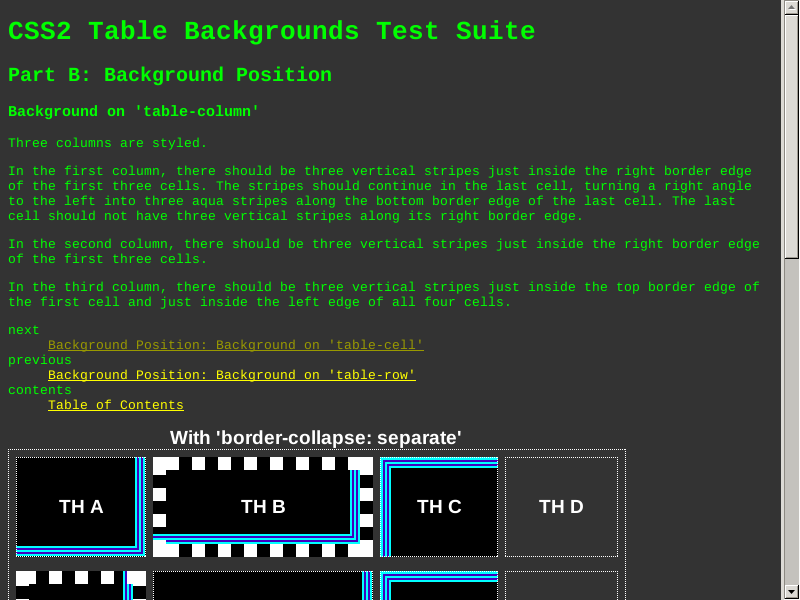 CSS2 Table Backgrounds Test Suite
Part B: Background Position
Background on 'table-column'
Three columns are styled.
In the first column, there should be three vertical stripes just inside the right border edge
of the first three cells. The stripes should continue in the last cell, turning a right angle
to the left into three aqua stripes along the bottom border edge of the last cell. The last
cell should not have three vertical stripes along its right border edge.
In the second column, there should be three vertical stripes just inside the right border edge
of the first three cells.
In the third column, there should be three vertical stripes just inside the top border edge of
the first cell and just inside the left edge of all four cells.
next
Background Position: Background on 'table-cell'
previous
Background Position: Background on 'table-row'
contents
Table of Contents
With 'border-collapse: separate'
TH A TH B TH C TH D